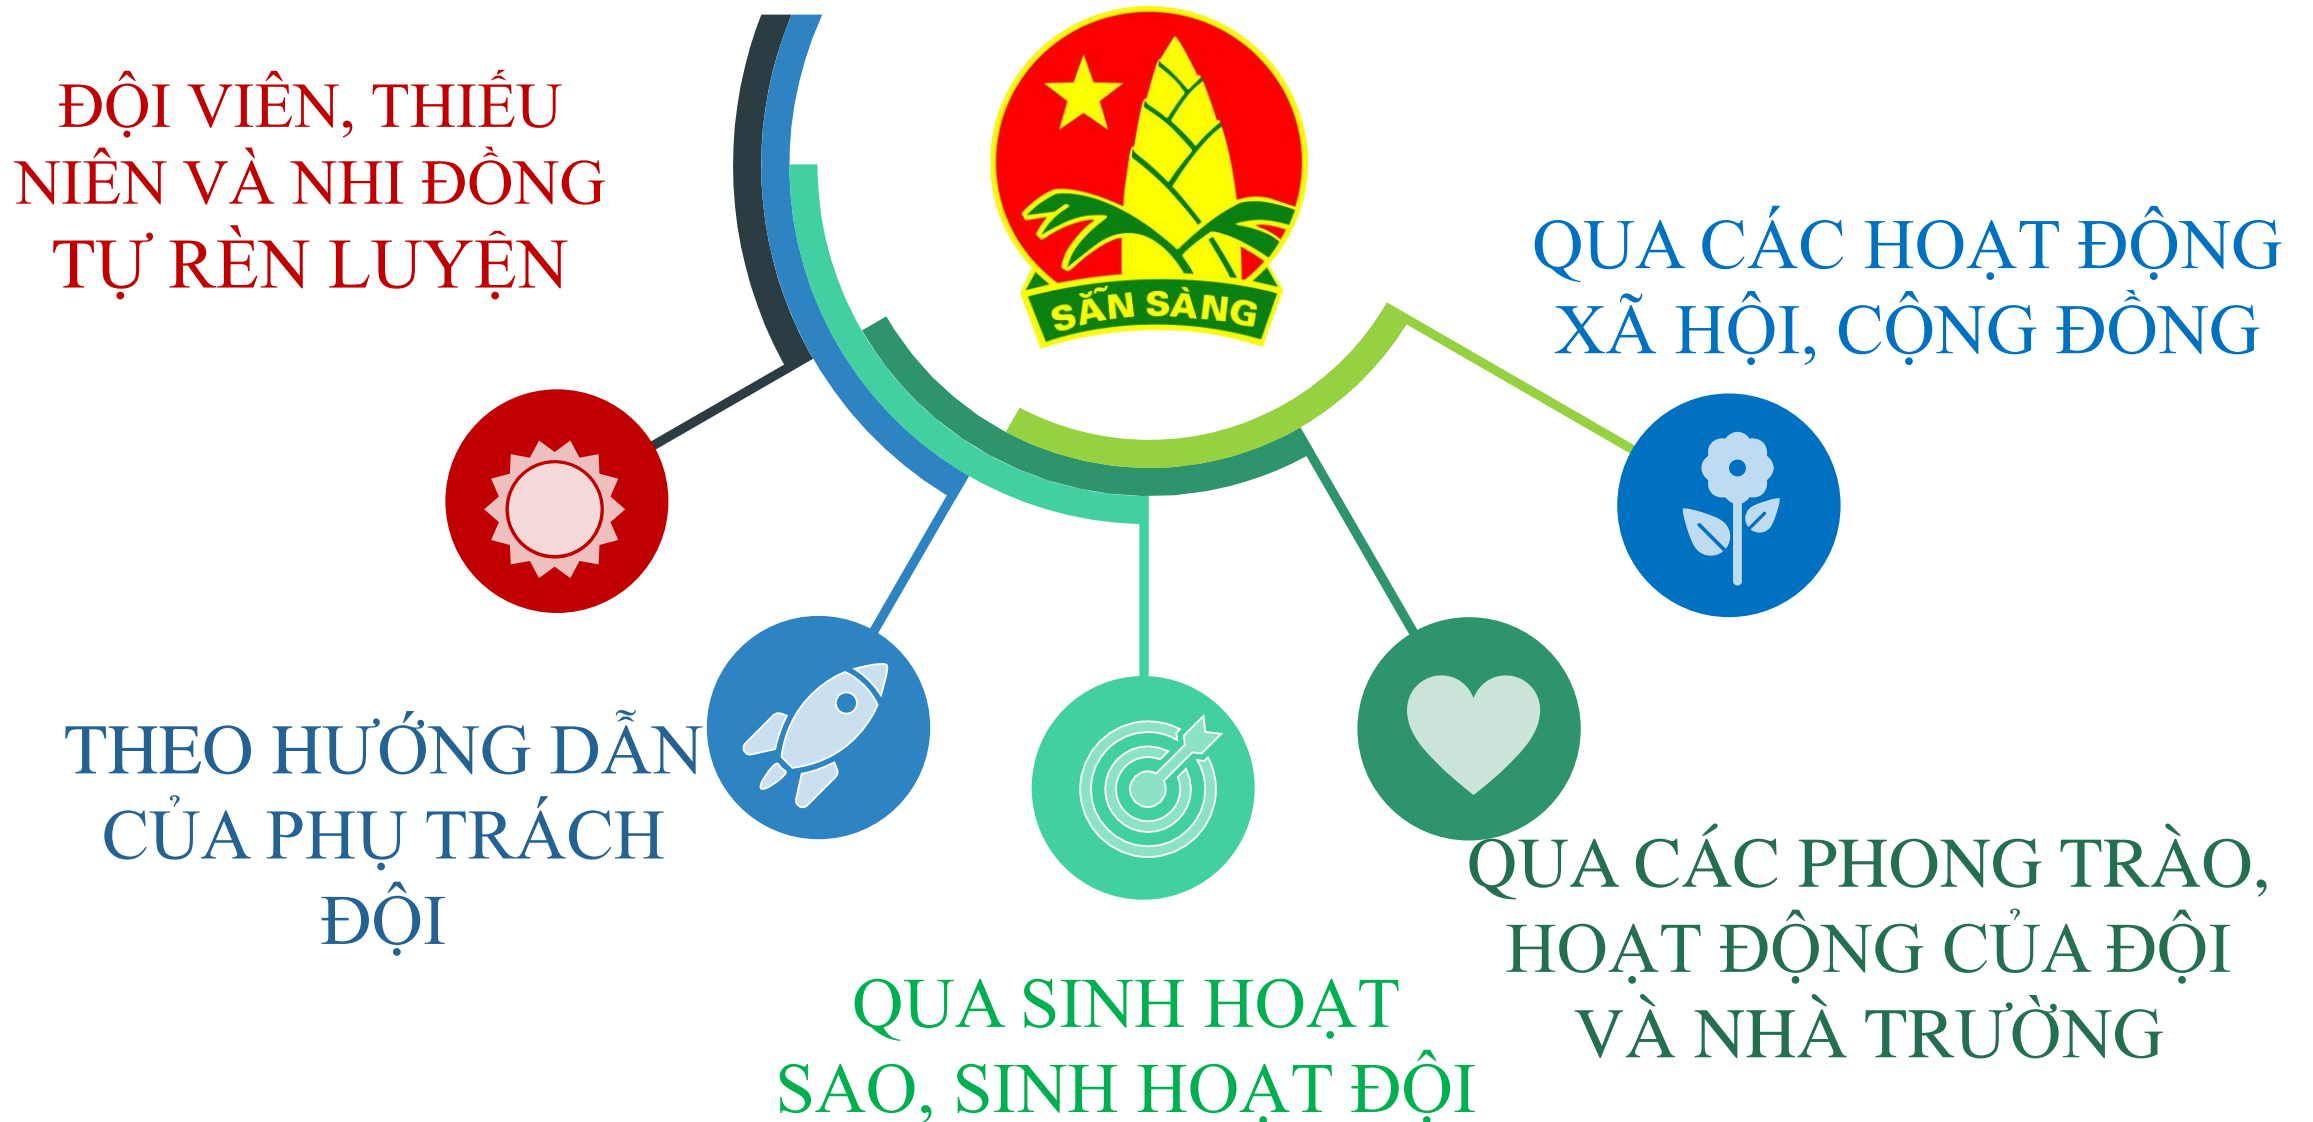 ĐỘI VIÊN, THIẾU
NIÊN VÀ NHI ĐỒNG
TỰ RÈN LUYỆN
SẴN SÀNG
QUA CÁC HOẠT ĐỘNG
XÃ HỘI, CỘNG ĐỒNG
THEO HƯỚNG DẪN
CỦA PHỤ TRÁCH
ĐỘI
QUA SINH HOẠT
SAO, SINH HOẠT ĐỘI
QUA CÁC PHONG TRÀO,
HOẠT ĐỘNG CỦA ĐỘI
VÀ NHÀ TRƯỜNG